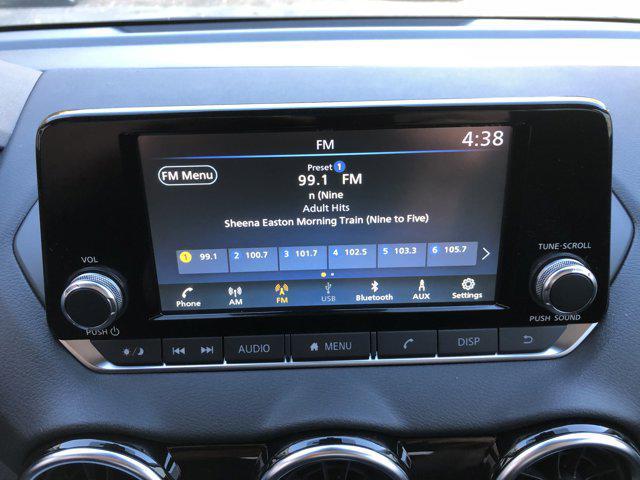 FM
4:38
FM Menu
Preset 1
99.1 FM
n (Nine
Adult Hits
Sheena Easton Morning Train (Nine to Five)
1 99.1 2 100.7 3 101.7 4 102.5 5 103.3 6 105.7
Phone AM FM USB Bluetooth AUX Settings
VOL
PUSH
TUNE·SCROLL
PUSH SOUND
AUDIO MENU DISP